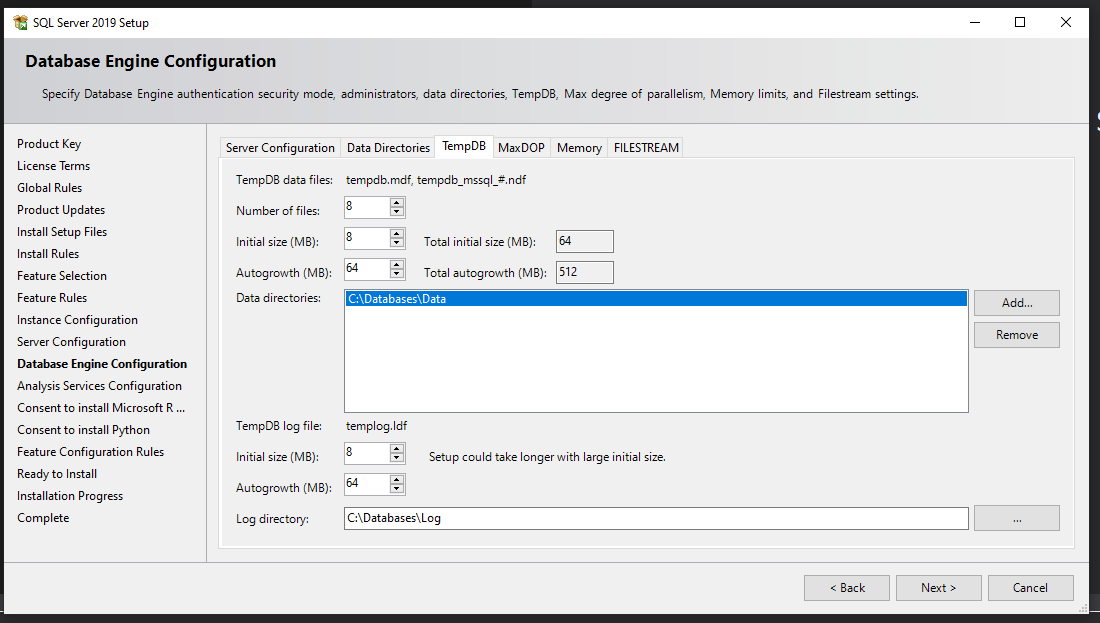 SQL Server 2019 Setup
Database Engine Configuration
Specify Database Engine authentication security mode, administrators, data directories, TempDB, Max degree of parallelism, Memory limits, and Filestream settings.
Product Key
License Terms
Global Rules
Product Updates
Install Setup Files
Install Rules
Feature Selection
Feature Rules
Instance Configuration
Server Configuration
Database Engine Configuration
Analysis Services Configuration
Consent to install Microsoft R ...
Consent to install Python
Feature Configuration Rules
Ready to Install
Installation Progress
Complete
Server Configuration Data Directories TempDB MaxDOP Memory FILESTREAM
TempDB data files: tempdb.mdf, tempdb_mssql_#.ndf
Number of files: 8
Initial size (MB): 8 Total initial size (MB): 64
Autogrowth (MB): 64 Total autogrowth (MB): 512
Data directories: C:\Databases\Data Add...
Remove
TempDB log file: templog.ldf
Initial size (MB): 8 Setup could take longer with large initial size.
Autogrowth (MB): 64
Log directory: C:\Databases\Log ...
< Back Next > Cancel